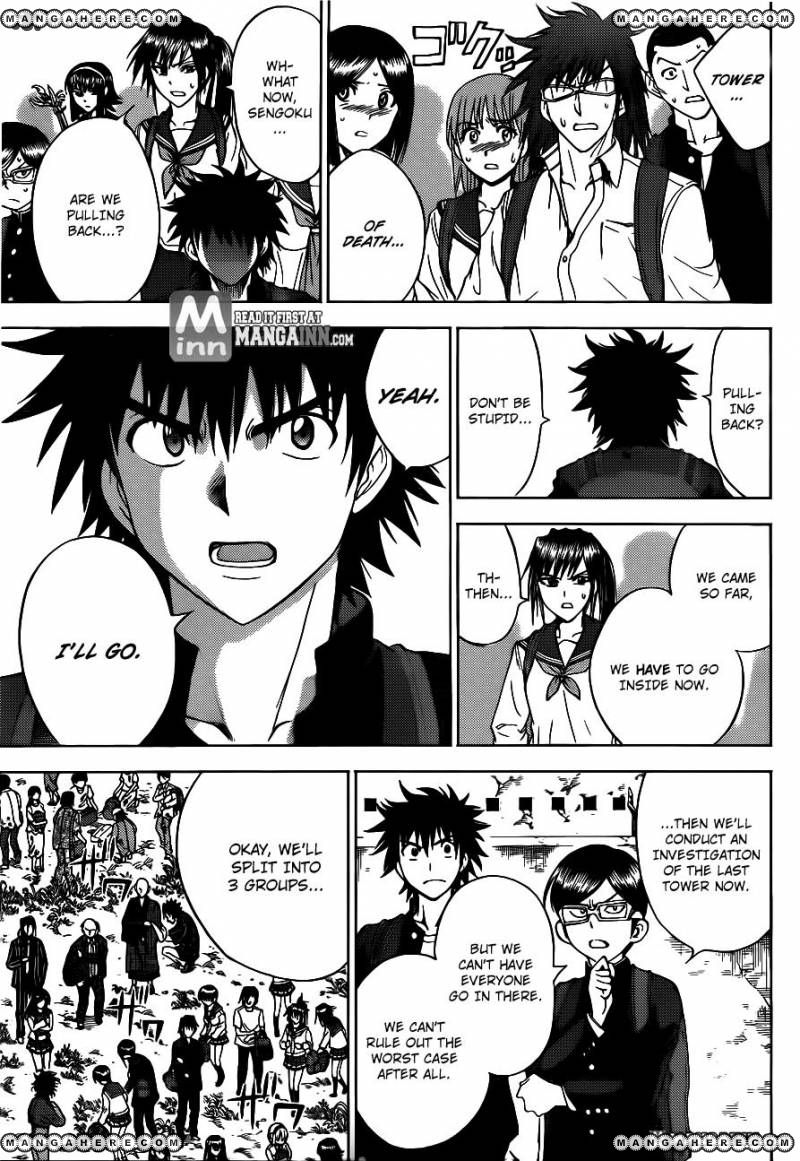 MANGAHERE.COM
MANGAHERE.COM
TOWER
...
ゴクッ
OF
DEATH...
WH-
WHAT
NOW,
SENGOKU
...
ARE WE
PULLING
BACK...?
M
inn
READ IT FIRST AT
MANGAINN.COM
PULL-
ING
BACK?
DON'T BE
STUPID...
WE CAME
SO FAR,
WE HAVE TO GO
INSIDE NOW.
TH-
THEN...
YEAH.
I'LL GO.
...THEN WE'LL
CONDUCT AN
INVESTIGATION
OF THE LAST
TOWER NOW.
BUT WE
CAN'T HAVE
EVERYONE
GO IN THERE.
WE CAN'T
RULE OUT THE
WORST CASE
AFTER ALL.
OKAY, WE'LL
SPLIT INTO
3 GROUPS...
MANGAHERE.COM
MANGAHERE.COM